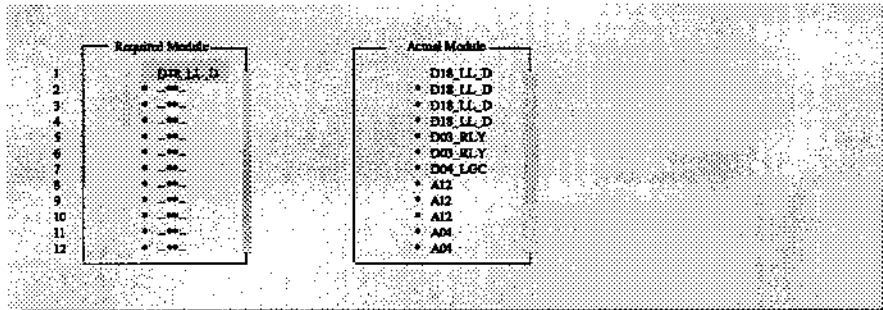 Required Module Actual Module
1 D18_LL_D D18_LL_D
2 * _**_ * D18_LL_D
3 * _**_ * D18_LL_D
4 * _**_ * D18_LL_D
5 * _**_ * D03_RLY
6 * _**_ * D03_RLY
7 * _**_ * D04_LGC
8 * _**_ * A12
9 * _**_ * A12
10 * _**_ * A12
11 * _**_ * A04
12 * _**_ * A04